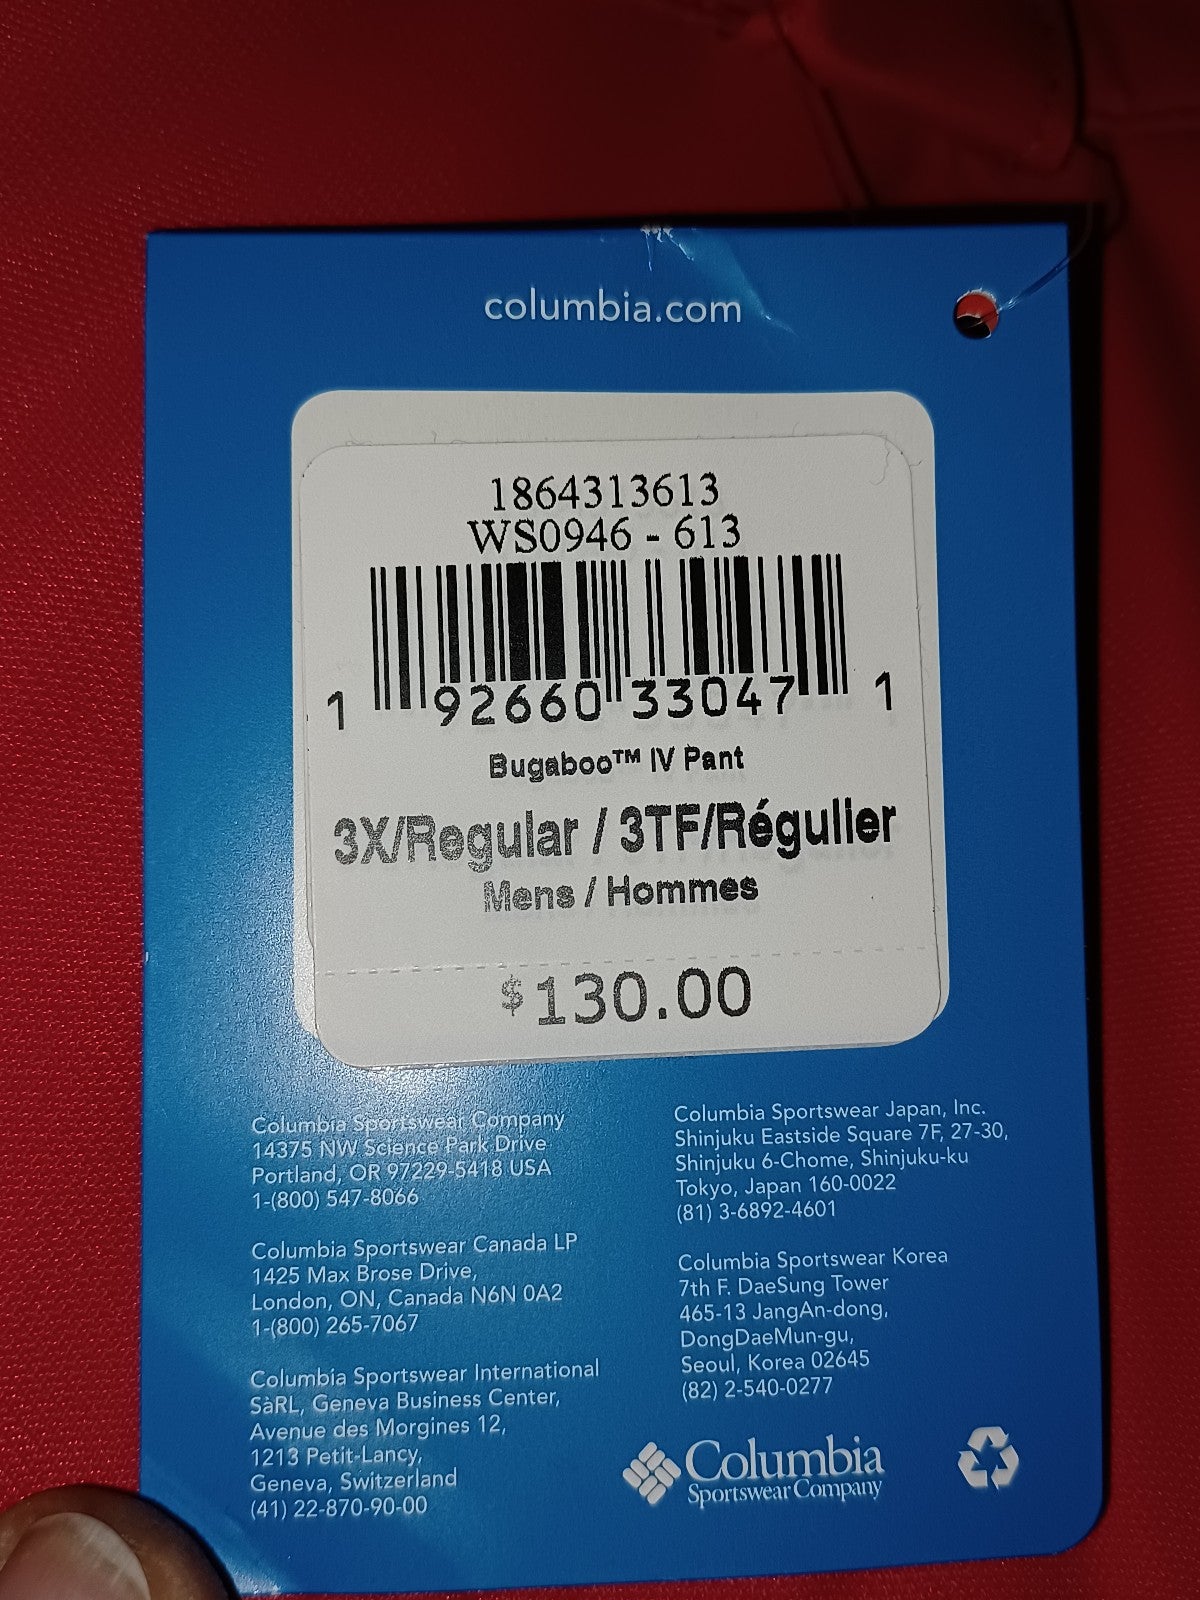 columbia.com
1864313613
WS0946 - 613
1 92660 33047 1
Bugaboo™ IV Pant
3X/Regular / 3TF/Régulier
Mens / Hommes
$130.00
Columbia Sportswear Company
14375 NW Science Park Drive
Portland, OR 97229-5418 USA
1-(800) 547-8066
Columbia Sportswear Canada LP
1425 Max Brose Drive,
London, ON, Canada N6N 0A2
1-(800) 265-7067
Columbia Sportswear International
SàRL, Geneva Business Center,
Avenue des Morgines 12,
1213 Petit-Lancy,
Geneva, Switzerland
(41) 22-870-90-00
Columbia Sportswear Japan, Inc.
Shinjuku Eastside Square 7F, 27-30,
Shinjuku 6-Chome, Shinjuku-ku
Tokyo, Japan 160-0022
(81) 3-6892-4601
Columbia Sportswear Korea
7th F. DaeSung Tower
465-13 JangAn-dong,
DongDaeMun-gu,
Seoul, Korea 02645
(82) 2-540-0277
Columbia
Sportswear Company